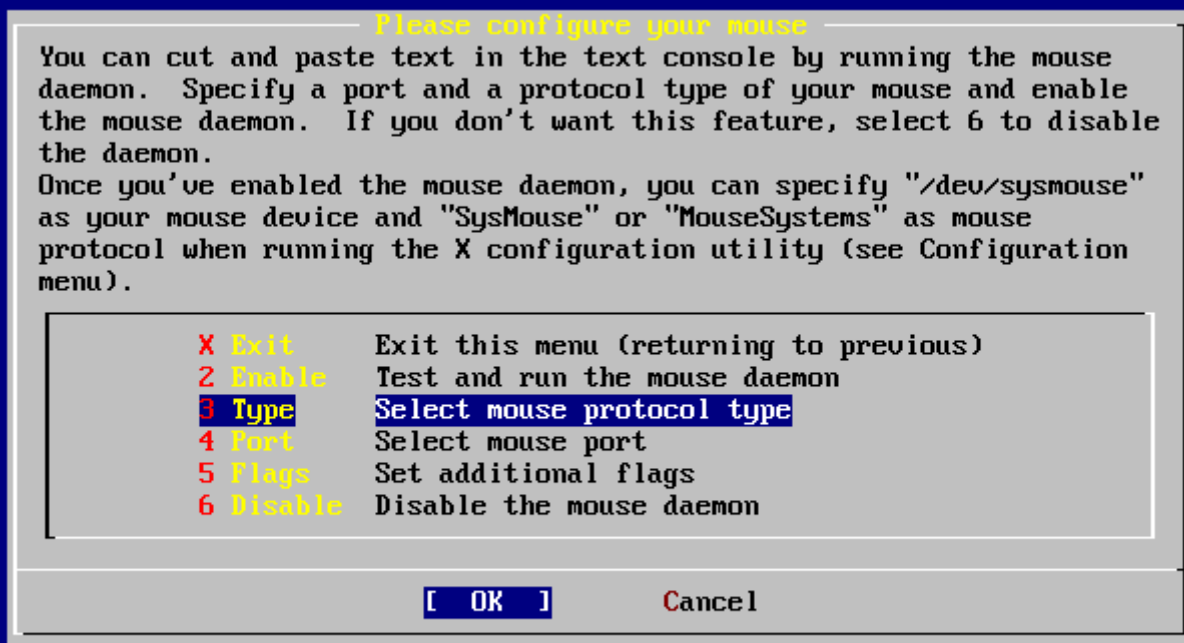 Please configure your mouse
You can cut and paste text in the text console by running the mouse
daemon.  Specify a port and a protocol type of your mouse and enable
the mouse daemon.  If you don't want this feature, select 6 to disable
the daemon.
Once you've enabled the mouse daemon, you can specify "/dev/sysmouse"
as your mouse device and "SysMouse" or "MouseSystems" as mouse
protocol when running the X configuration utility (see Configuration
menu).
X Exit     Exit this menu (returning to previous)
2 Enable   Test and run the mouse daemon
3 Type     Select mouse protocol type
4 Port     Select mouse port
5 Flags    Set additional flags
6 Disable  Disable the mouse daemon
[  OK  ]       Cancel